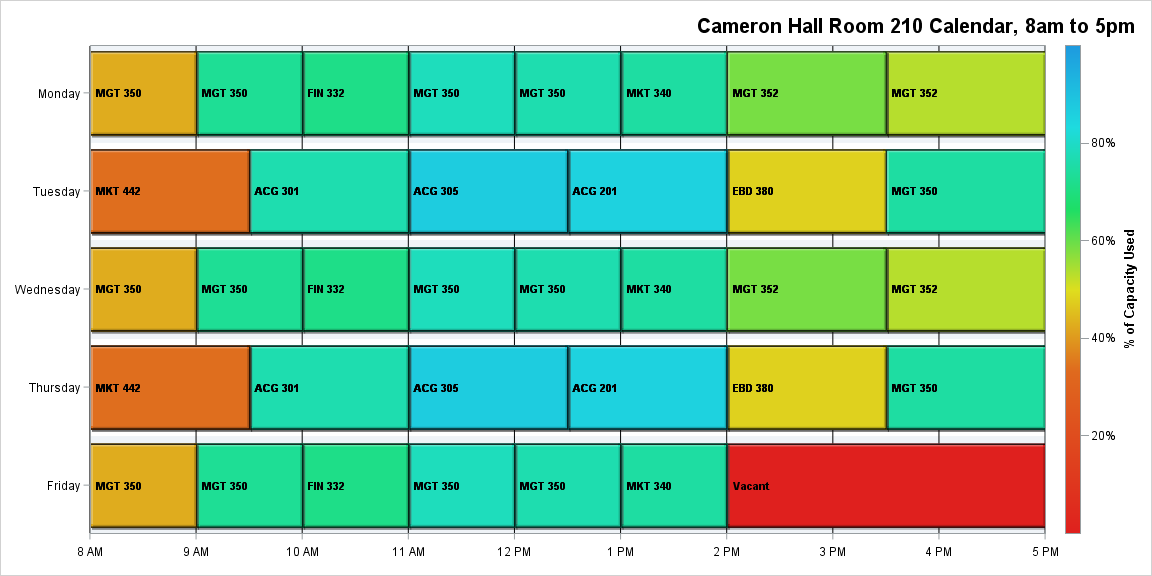 Cameron Hall Room 210 Calendar, 8am to 5pm
Monday MGT 350 MGT 350 FIN 332 MGT 350 MGT 350 MKT 340 MGT 352 MGT 352
Tuesday MKT 442 ACG 301 ACG 305 ACG 201 EBD 380 MGT 350
Wednesday MGT 350 MGT 350 FIN 332 MGT 350 MGT 350 MKT 340 MGT 352 MGT 352
Thursday MKT 442 ACG 301 ACG 305 ACG 201 EBD 380 MGT 350
Friday MGT 350 MGT 350 FIN 332 MGT 350 MGT 350 MKT 340 Vacant
8 AM 9 AM 10 AM 11 AM 12 PM 1 PM 2 PM 3 PM 4 PM 5 PM
80%
60%
40%
20%
% of Capacity Used